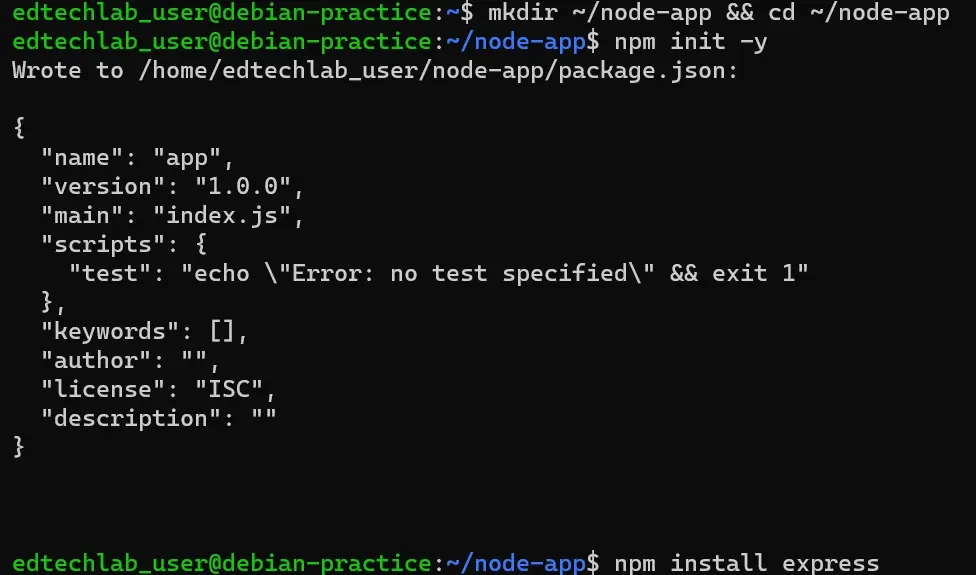 edtechlab_user@debian-practice:~$ mkdir ~/node-app && cd ~/node-app
edtechlab_user@debian-practice:~/node-app$ npm init -y
Wrote to /home/edtechlab_user/node-app/package.json:
{
  "name": "app",
  "version": "1.0.0",
  "main": "index.js",
  "scripts": {
    "test": "echo \"Error: no test specified\" && exit 1"
  },
  "keywords": [],
  "author": "",
  "license": "ISC",
  "description": ""
}
edtechlab_user@debian-practice:~/node-app$ npm install express